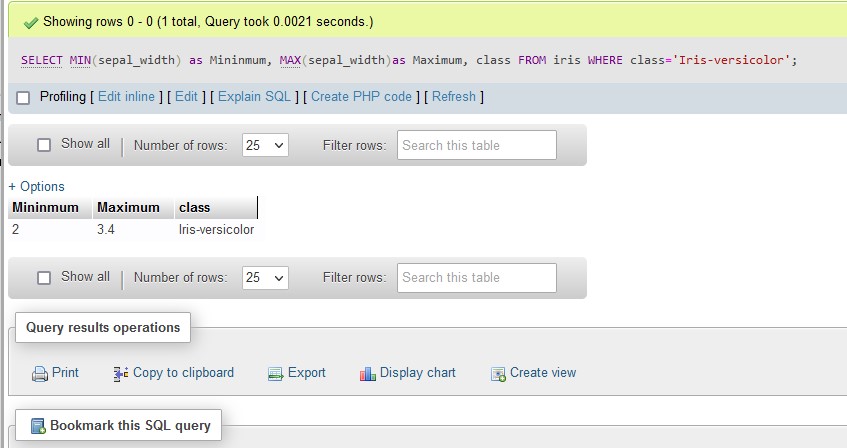 Showing rows 0 - 0 (1 total, Query took 0.0021 seconds.)
SELECT MIN(sepal_width) as Mininmum, MAX(sepal_width)as Maximum, class FROM iris WHERE class='Iris-versicolor';
Profiling [ Edit inline ] [ Edit ] [ Explain SQL ] [ Create PHP code ] [ Refresh ]
Show all Number of rows: 25 Filter rows: Search this table
+ Options
Mininmum Maximum class
2 3.4 Iris-versicolor
Show all Number of rows: 25 Filter rows: Search this table
Query results operations
Print Copy to clipboard Export Display chart Create view
Bookmark this SQL query